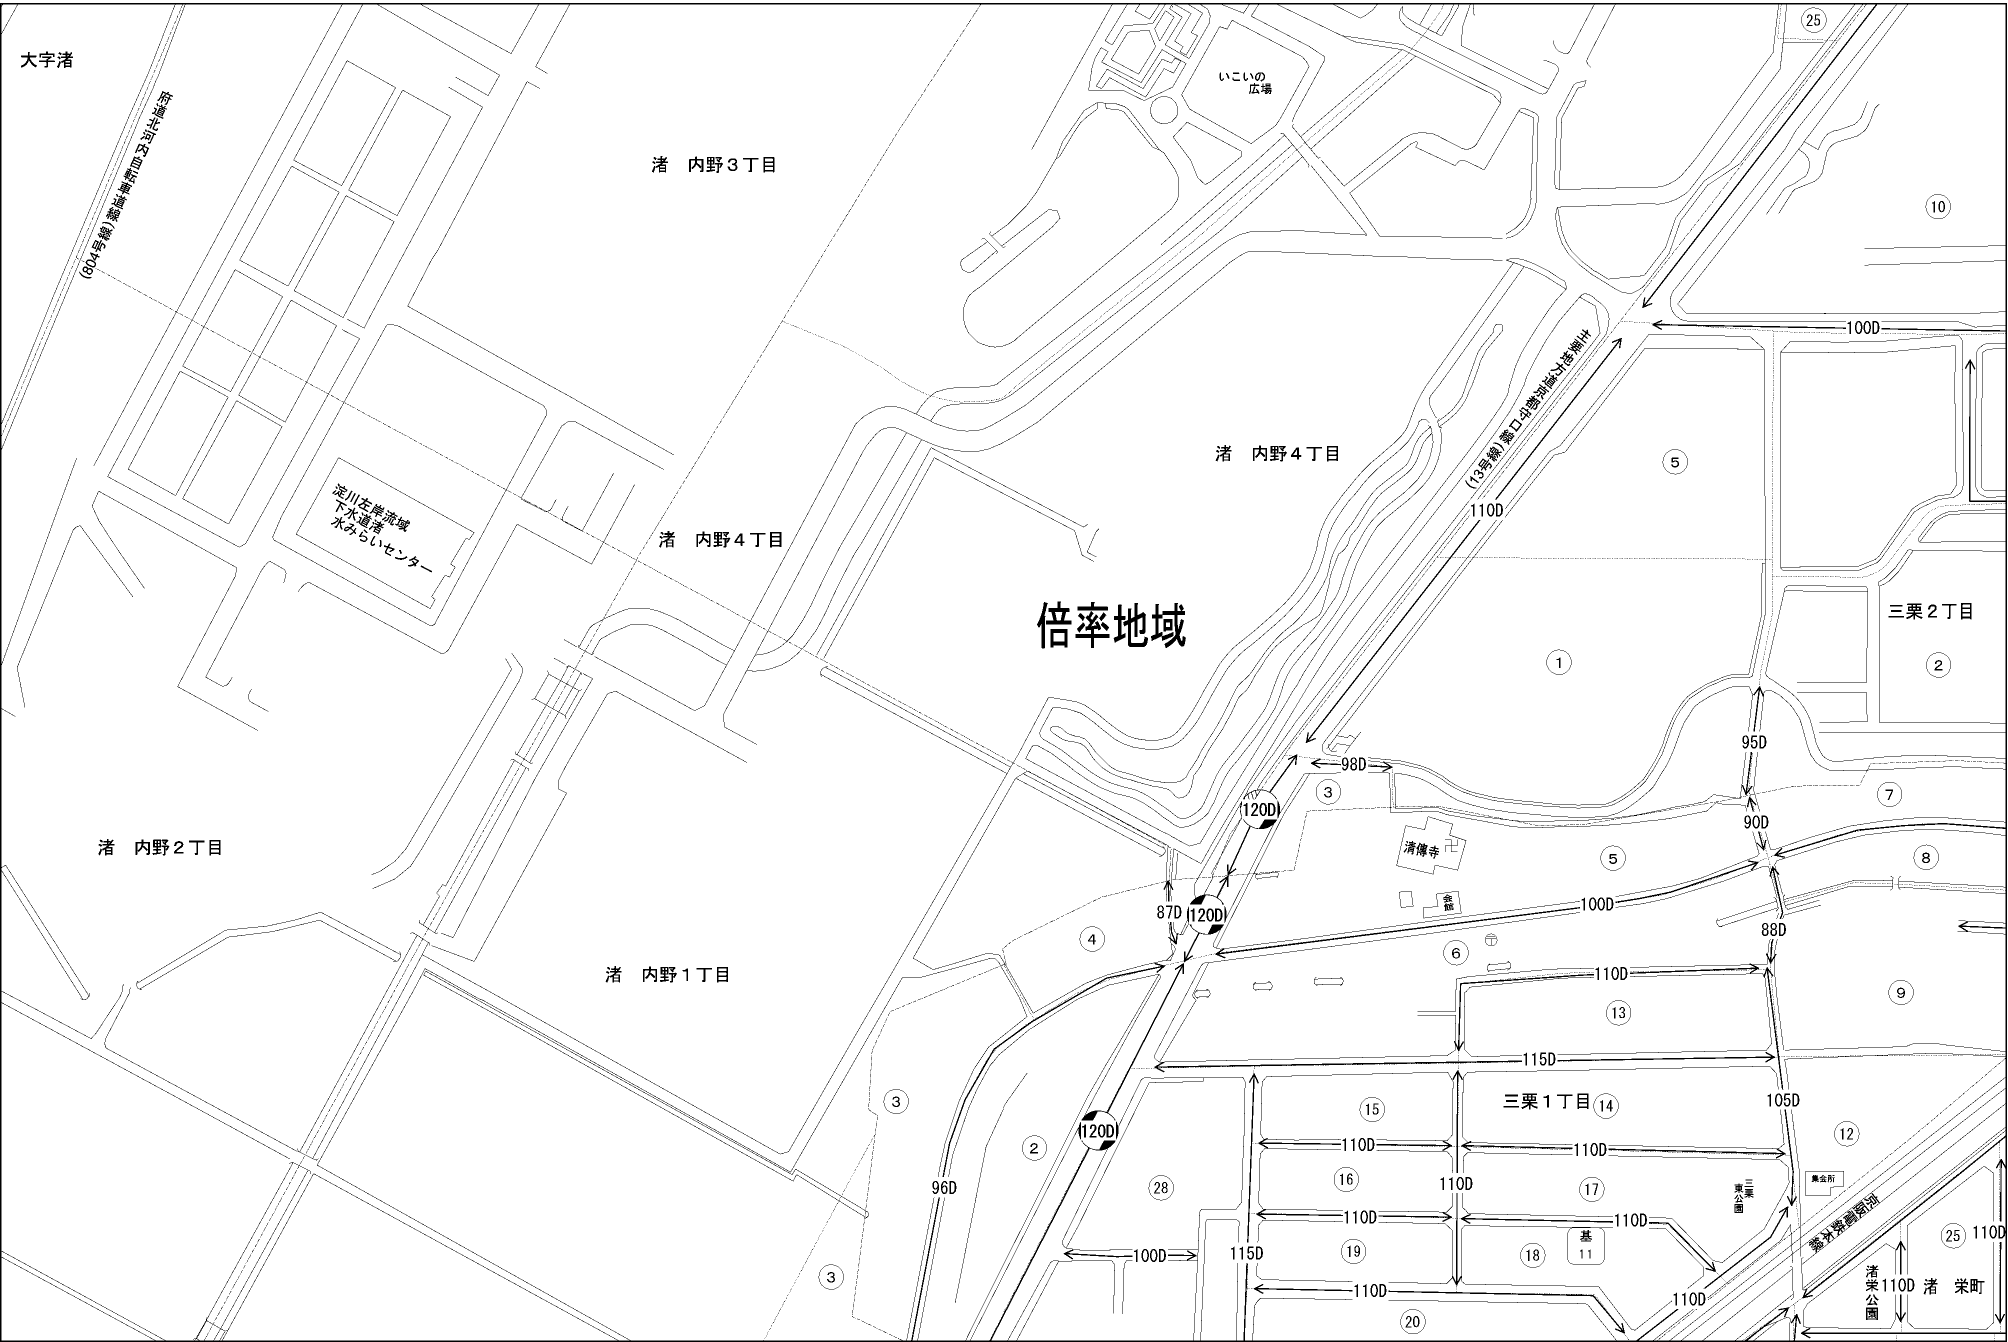 大字渚
25
府道北河内自転車道線
(804号線)
いこいの
広場
渚　内野３丁目
10
100D
主要地方道京都守口線
(13号線)
110D
渚　内野４丁目
5
淀川左岸流域
下水道渚
水みらいセンター
渚　内野４丁目
倍率地域
三栗２丁目
1
2
95D
98D
3
7
120D
90D
清傳寺
5
8
渚　内野２丁目
会館
100D
87D
120D
88D
4
6
渚　内野１丁目
110D
9
13
115D
3
15
三栗１丁目
14
105D
120D
12
2
110D
110D
96D
28
16
110D
17
三栗
東公園
集会所
京阪電鉄本線
110D
110D
100D
115D
19
18
基
11
25
110D
110D
110D
渚栄公園
110D
渚　栄町
3
20